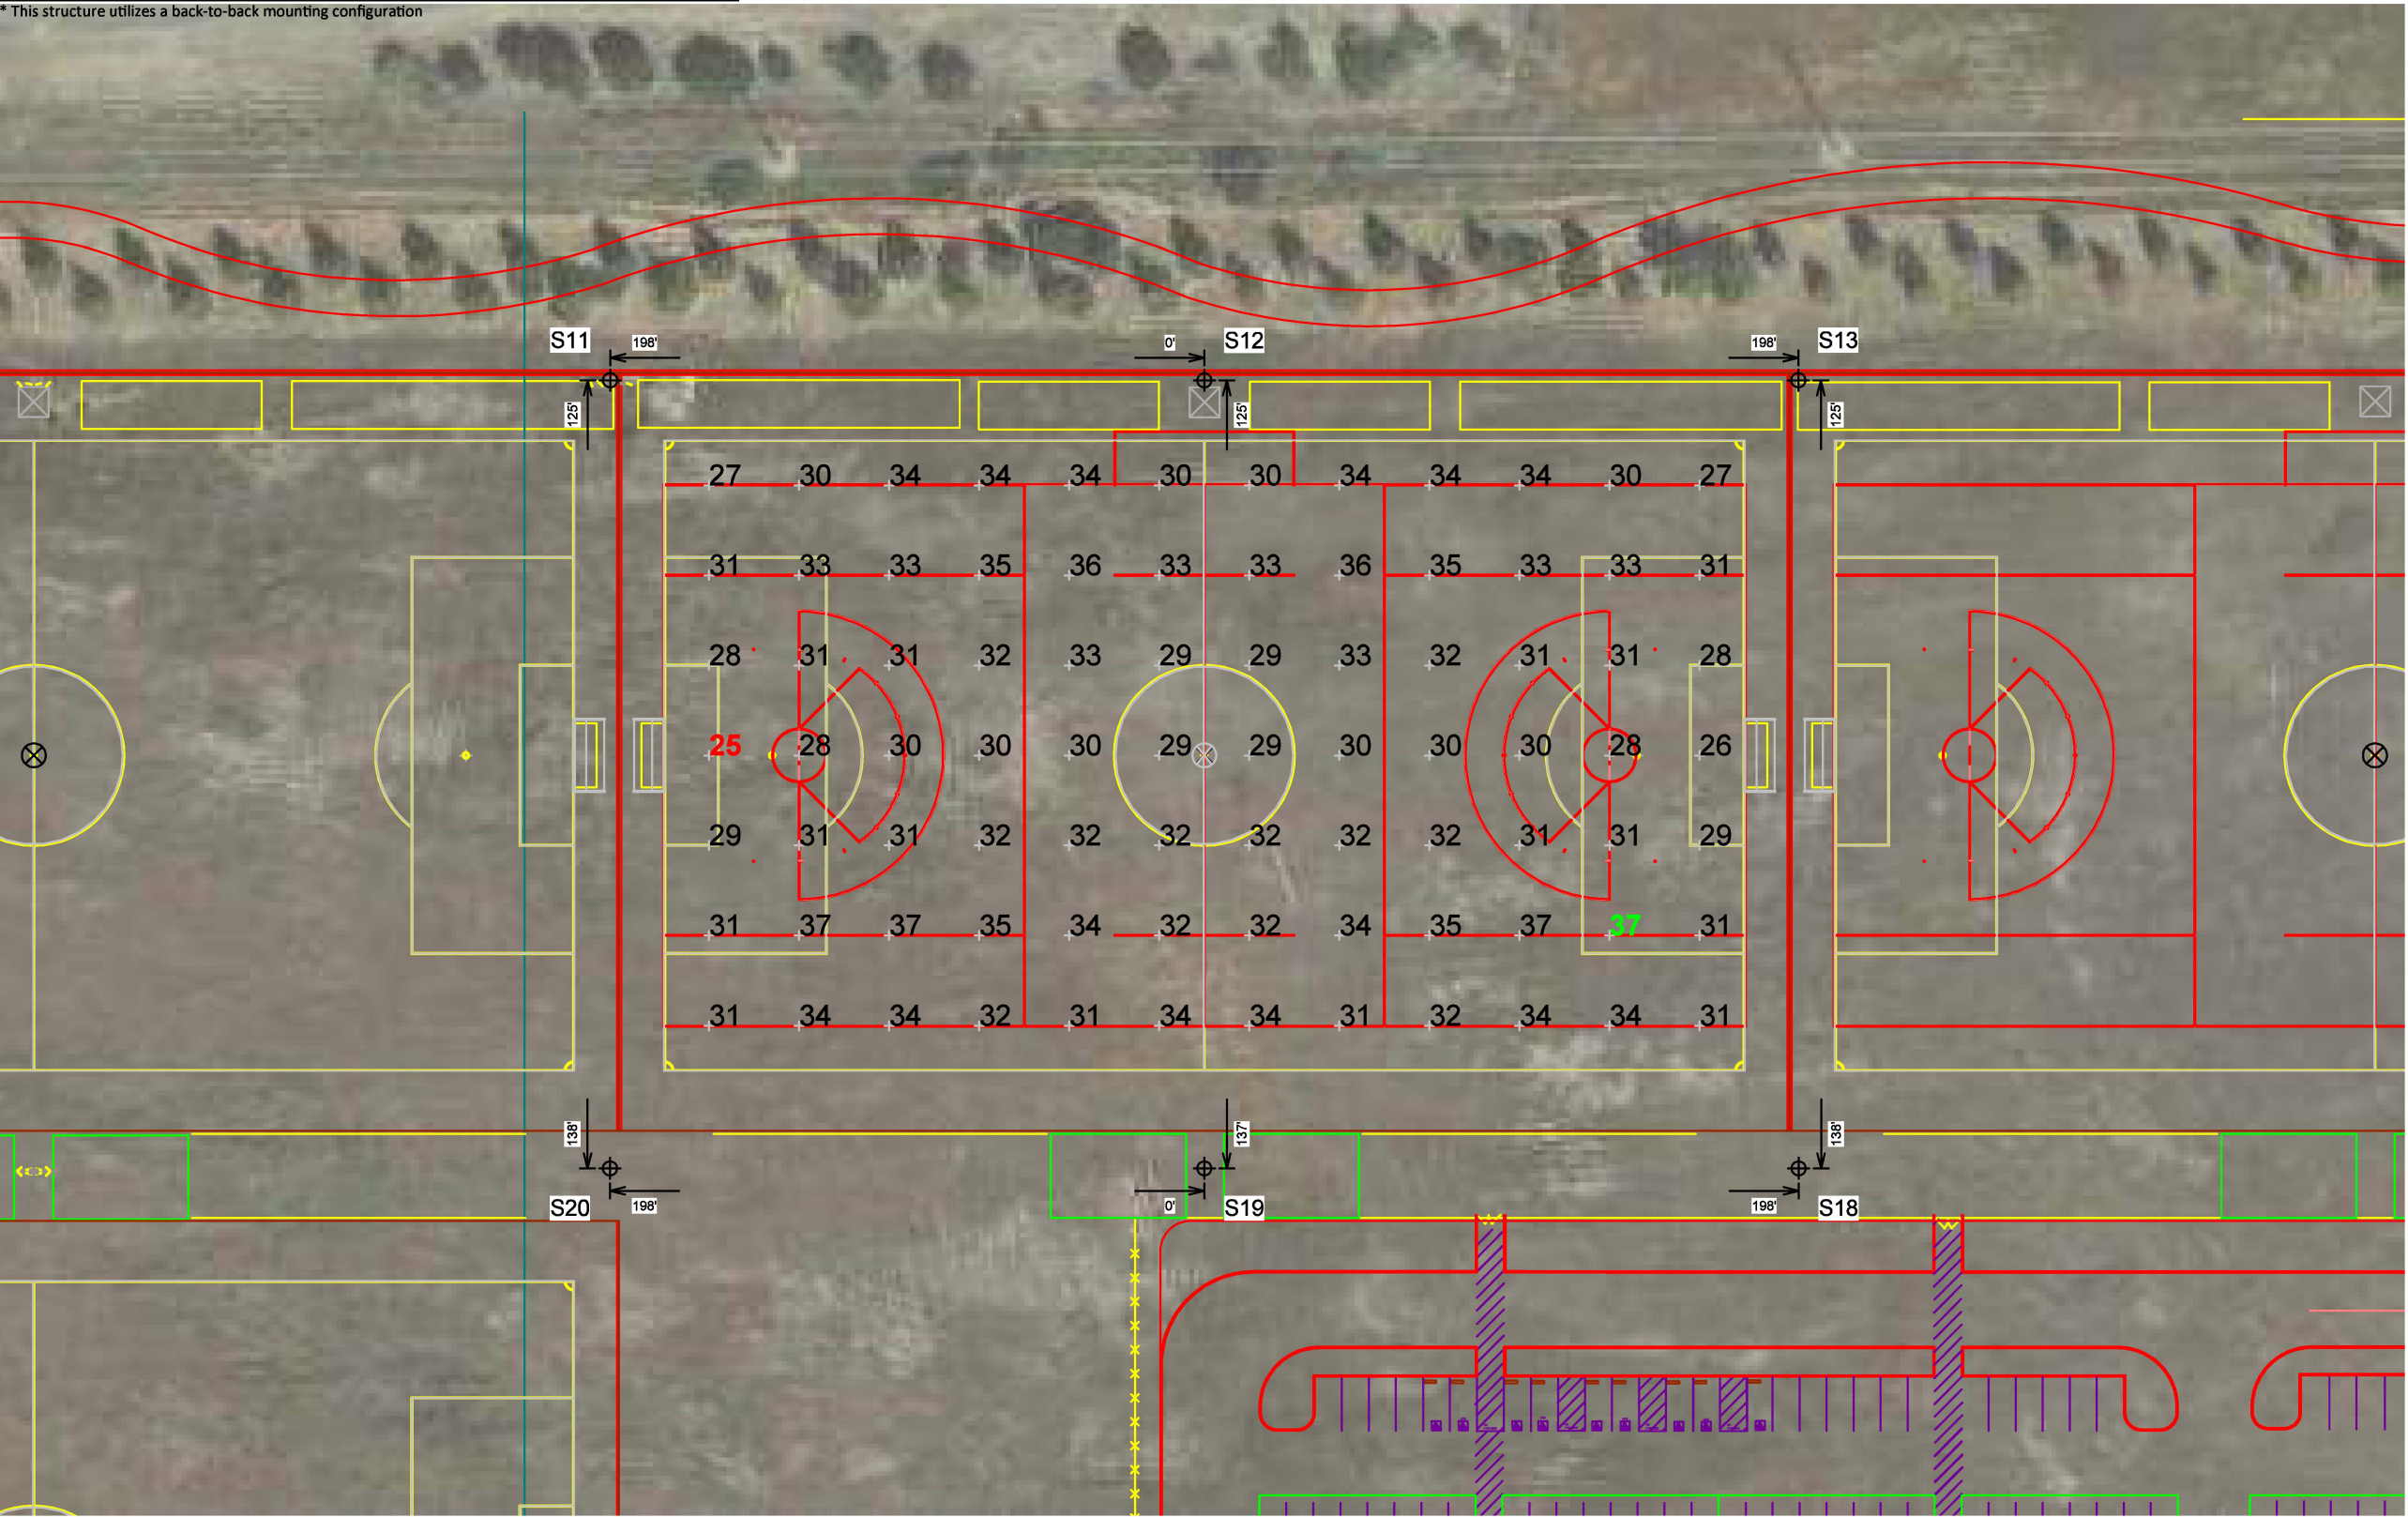 * This structure utilizes a back-to-back mounting configuration
S11 198' 0' S12 198' S13
125' 125' 125'
27 30 34 34 34 30 30 34 34 34 30 27
31 33 33 35 36 33 33 36 35 33 33 31
28 31 31 32 33 29 29 33 32 31 31 28
25 28 30 30 30 29 29 30 30 30 28 26
29 31 31 32 32 32 32 32 32 31 31 29
31 37 37 35 34 32 32 34 35 37 37 31
31 34 34 32 31 34 34 31 32 34 34 31
138' 137' 138'
S20 198' 0' S19 198' S18